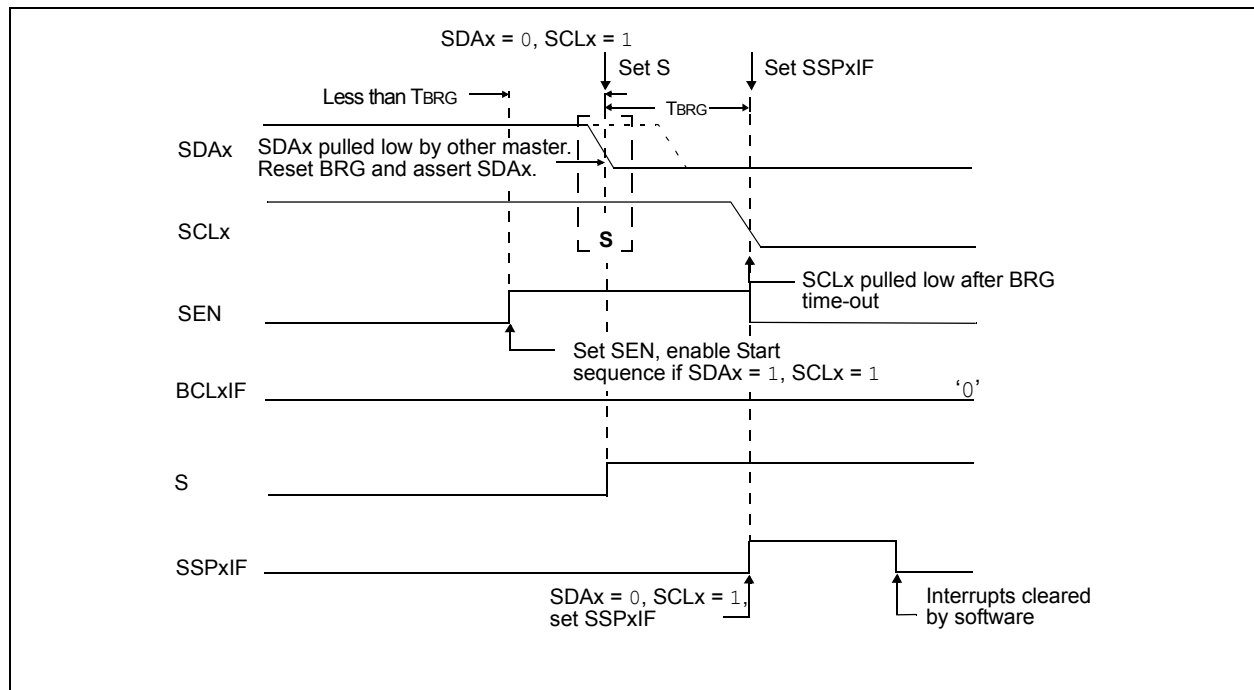 SDAx = 0, SCLx = 1
Set S
Set SSPxIF
Less than TBRG
TBRG
SDAx
SDAx pulled low by other master.
Reset BRG and assert SDAx.
SCLx
S
SCLx pulled low after BRG
time-out
SEN
Set SEN, enable Start
sequence if SDAx = 1, SCLx = 1
BCLxIF
‘0’
S
SSPxIF
SDAx = 0, SCLx = 1,
set SSPxIF
Interrupts cleared
by software